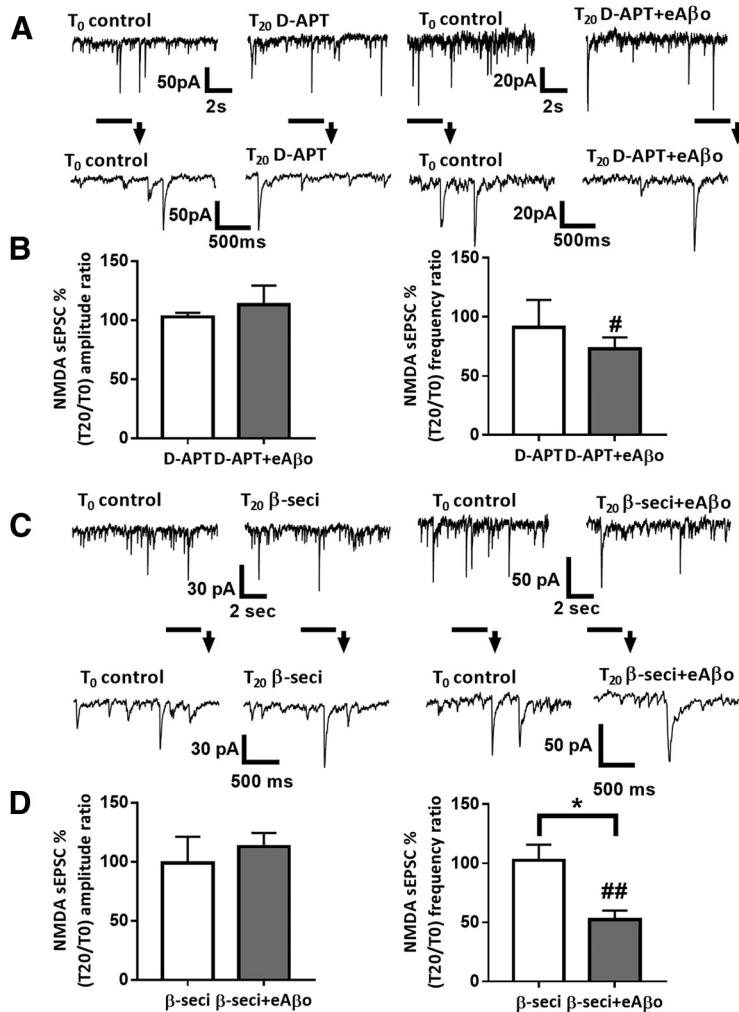 A
T0 control
T20 D-APT
T0 control
T20 D-APT+eAβo
50pA
2s
20pA
2s
T0 control
T20 D-APT
T0 control
T20 D-APT+eAβo
50pA
500ms
20pA
500ms
B
NMDA sEPSC %
(T20/T0) amplitude ratio
150
100
50
0
D-APT D-APT+eAβo
NMDA sEPSC %
(T20/T0) frequency ratio
150
100
50
0
#
D-APT D-APT+eAβo
C
T0 control
T20 β-seci
T0 control
T20 β-seci+eAβo
30 pA
2 sec
50 pA
2 sec
T0 control
T20 β-seci
T0 control
T20 β-seci+eAβo
30 pA
500 ms
50 pA
500 ms
D
NMDA sEPSC %
(T20/T0) amplitude ratio
150
100
50
0
β-seci β-seci+eAβo
NMDA sEPSC %
(T20/T0) frequency ratio
150
100
50
0
*
##
β-seci β-seci+eAβo